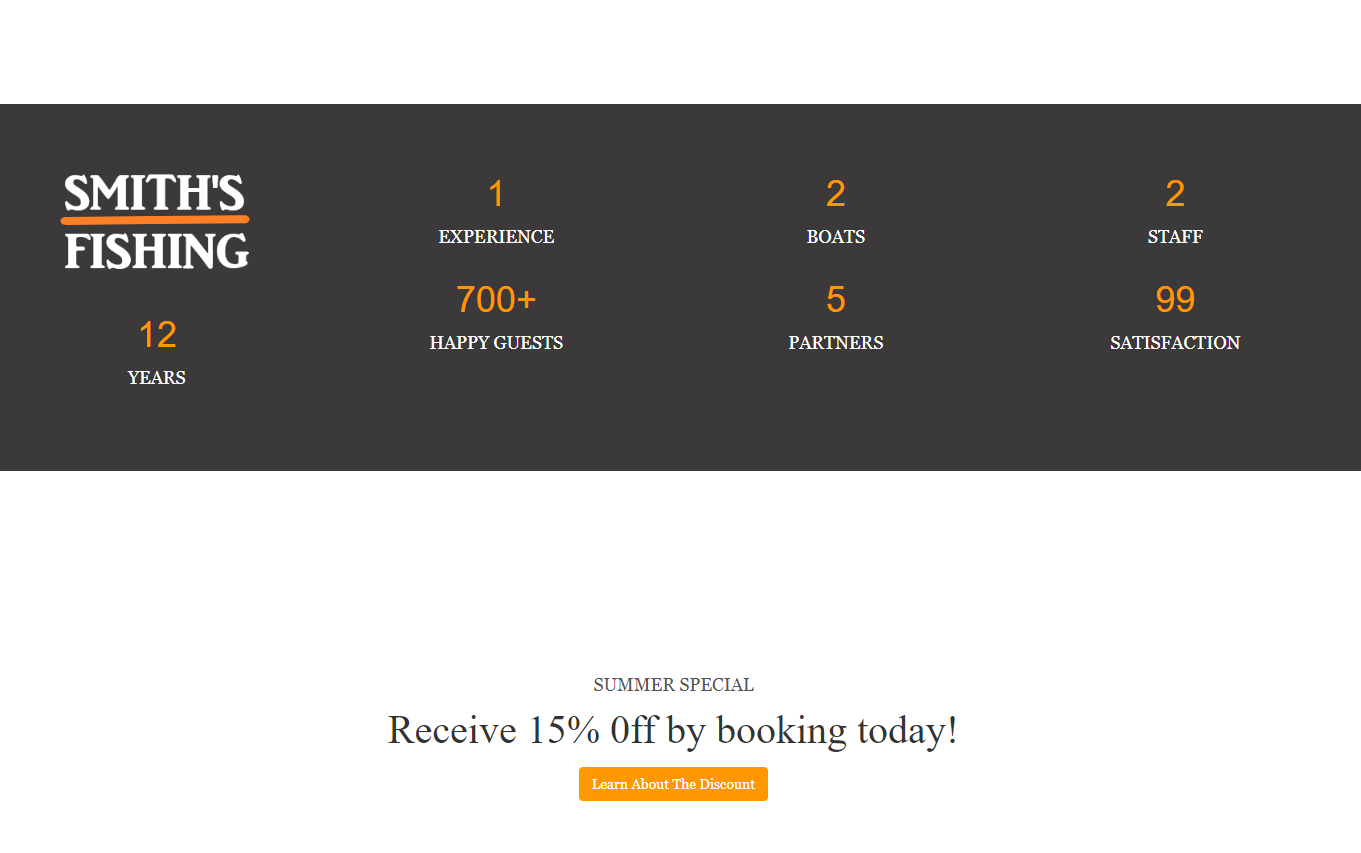 SMITH'S
FISHING
12
YEARS
1
EXPERIENCE
700+
HAPPY GUESTS
2
BOATS
5
PARTNERS
2
STAFF
99
SATISFACTION
SUMMER SPECIAL
Receive 15% 0ff by booking today!
Learn About The Discount